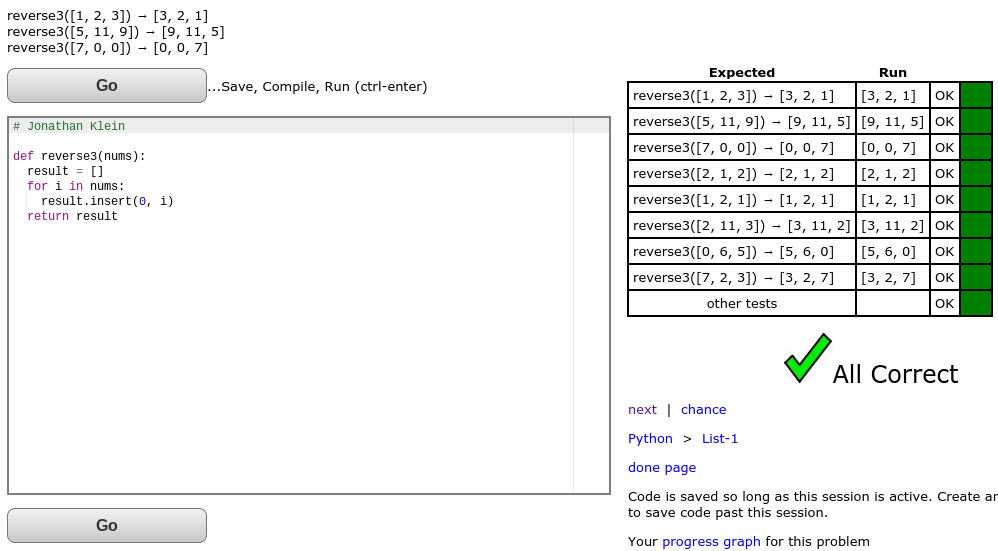 reverse3([1, 2, 3]) → [3, 2, 1]
reverse3([5, 11, 9]) → [9, 11, 5]
reverse3([7, 0, 0]) → [0, 0, 7]
Go
...Save, Compile, Run (ctrl-enter)
# Jonathan Klein
def reverse3(nums):
  result = []
  for i in nums:
    result.insert(0, i)
  return result
Go
Expected Run
reverse3([1, 2, 3]) → [3, 2, 1] [3, 2, 1] OK
reverse3([5, 11, 9]) → [9, 11, 5] [9, 11, 5] OK
reverse3([7, 0, 0]) → [0, 0, 7] [0, 0, 7] OK
reverse3([2, 1, 2]) → [2, 1, 2] [2, 1, 2] OK
reverse3([1, 2, 1]) → [1, 2, 1] [1, 2, 1] OK
reverse3([2, 11, 3]) → [3, 11, 2] [3, 11, 2] OK
reverse3([0, 6, 5]) → [5, 6, 0] [5, 6, 0] OK
reverse3([7, 2, 3]) → [3, 2, 7] [3, 2, 7] OK
other tests OK
All Correct
next | chance
Python > List-1
done page
Code is saved so long as this session is active. Create ar
to save code past this session.
Your progress graph for this problem